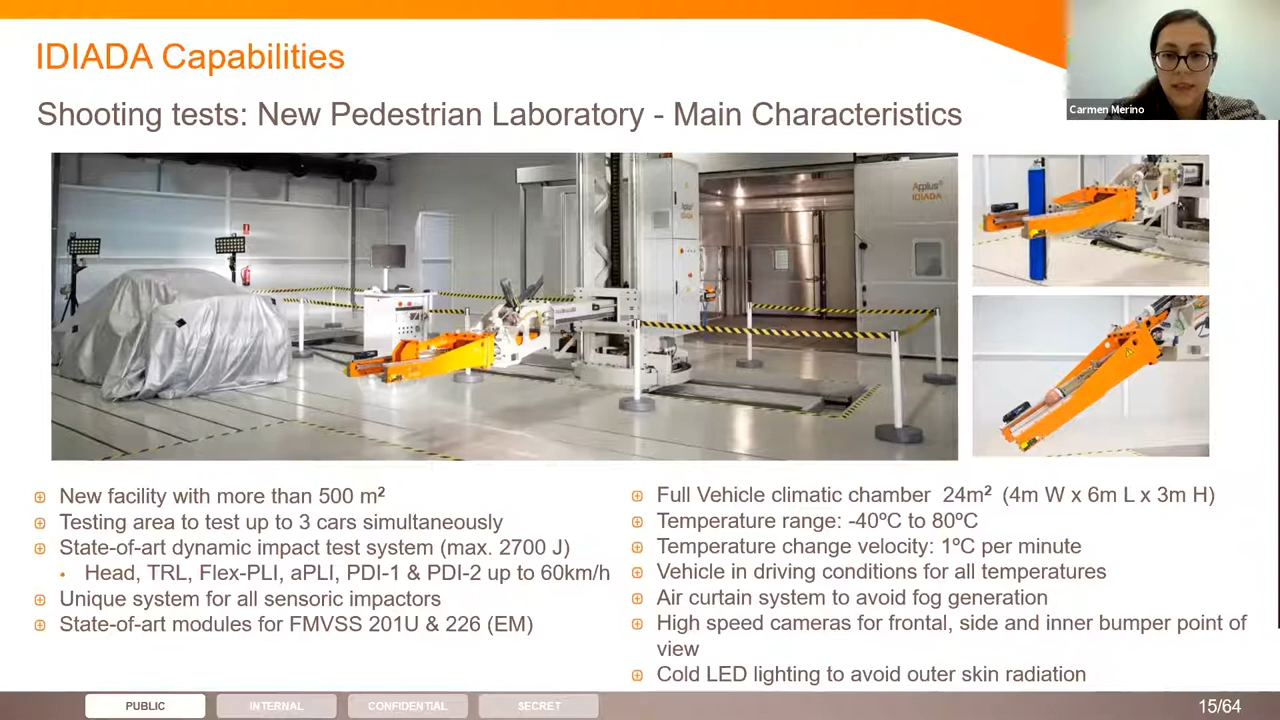 IDIADA Capabilities
Carmen Merino
Shooting tests: New Pedestrian Laboratory - Main Characteristics
Applus
IDIADA
Applus
IDIADA
New facility with more than 500 m²
Testing area to test up to 3 cars simultaneously
State-of-art dynamic impact test system (max. 2700 J)
• Head, TRL, Flex-PLI, aPLI, PDI-1 & PDI-2 up to 60km/h
Unique system for all sensoric impactors
State-of-art modules for FMVSS 201U & 226 (EM)
Full Vehicle climatic chamber 24m² (4m W x 6m L x 3m H)
Temperature range: -40ºC to 80ºC
Temperature change velocity: 1ºC per minute
Vehicle in driving conditions for all temperatures
Air curtain system to avoid fog generation
High speed cameras for frontal, side and inner bumper point of
view
Cold LED lighting to avoid outer skin radiation
PUBLIC
INTERNAL
CONFIDENTIAL
SECRET
15/64